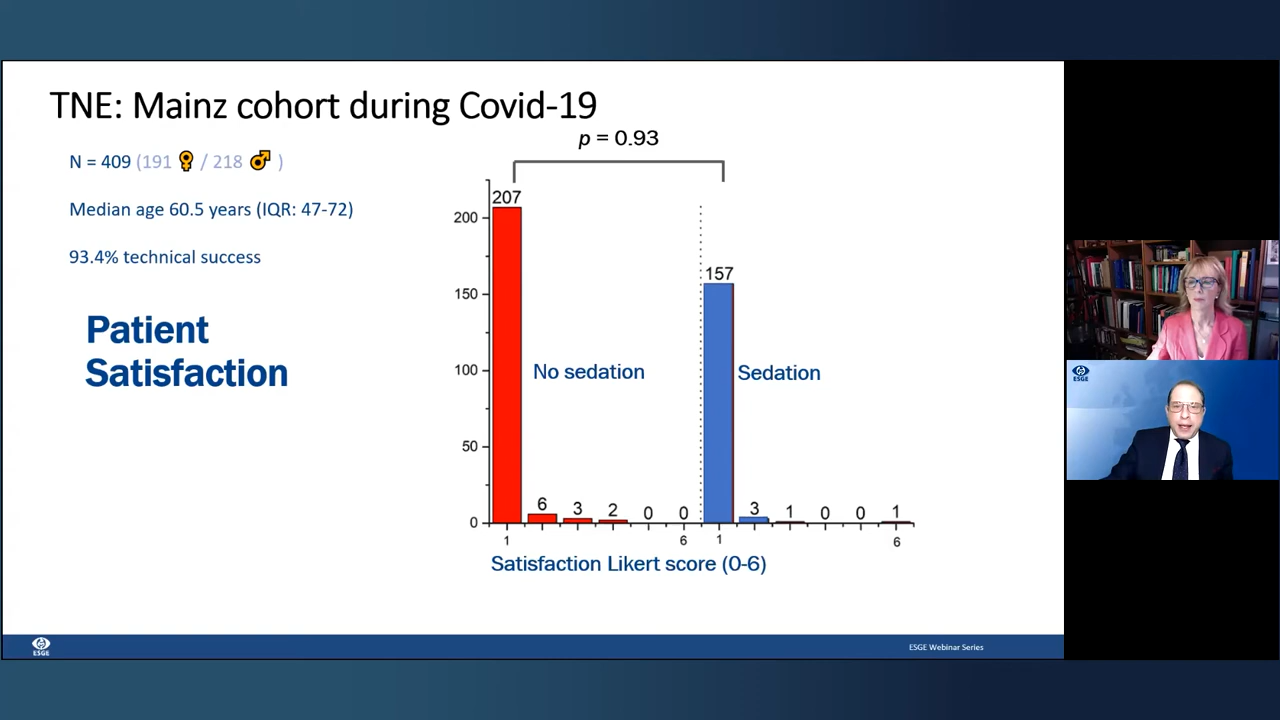 TNE: Mainz cohort during Covid-19
N = 409 (191 ♀ / 218 ♂ )
Median age 60.5 years (IQR: 47-72)
93.4% technical success
Patient
Satisfaction
p = 0.93
200
150
100
50
0
207
6
3
2
0
0
157
3
1
0
0
1
No sedation
Sedation
1
6
1
6
Satisfaction Likert score (0-6)
ESGE
ESGE Webinar Series
ESGE